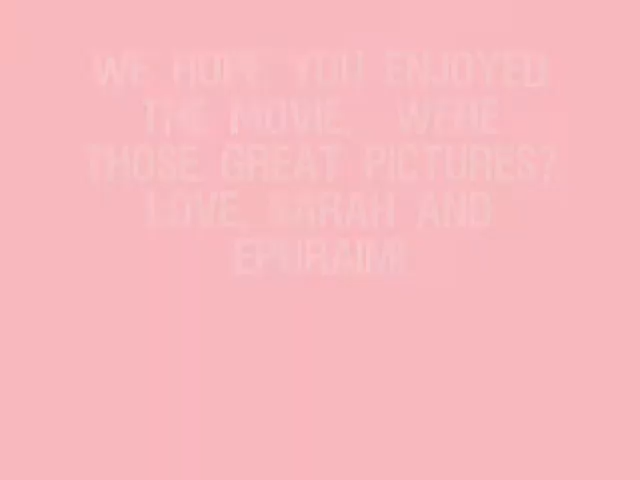 WE HOPE YOU ENJOYED
THE MOVIE. WERE
THOSE GREAT PICTURES?
LOVE, SARAH AND
EPHRAIM!